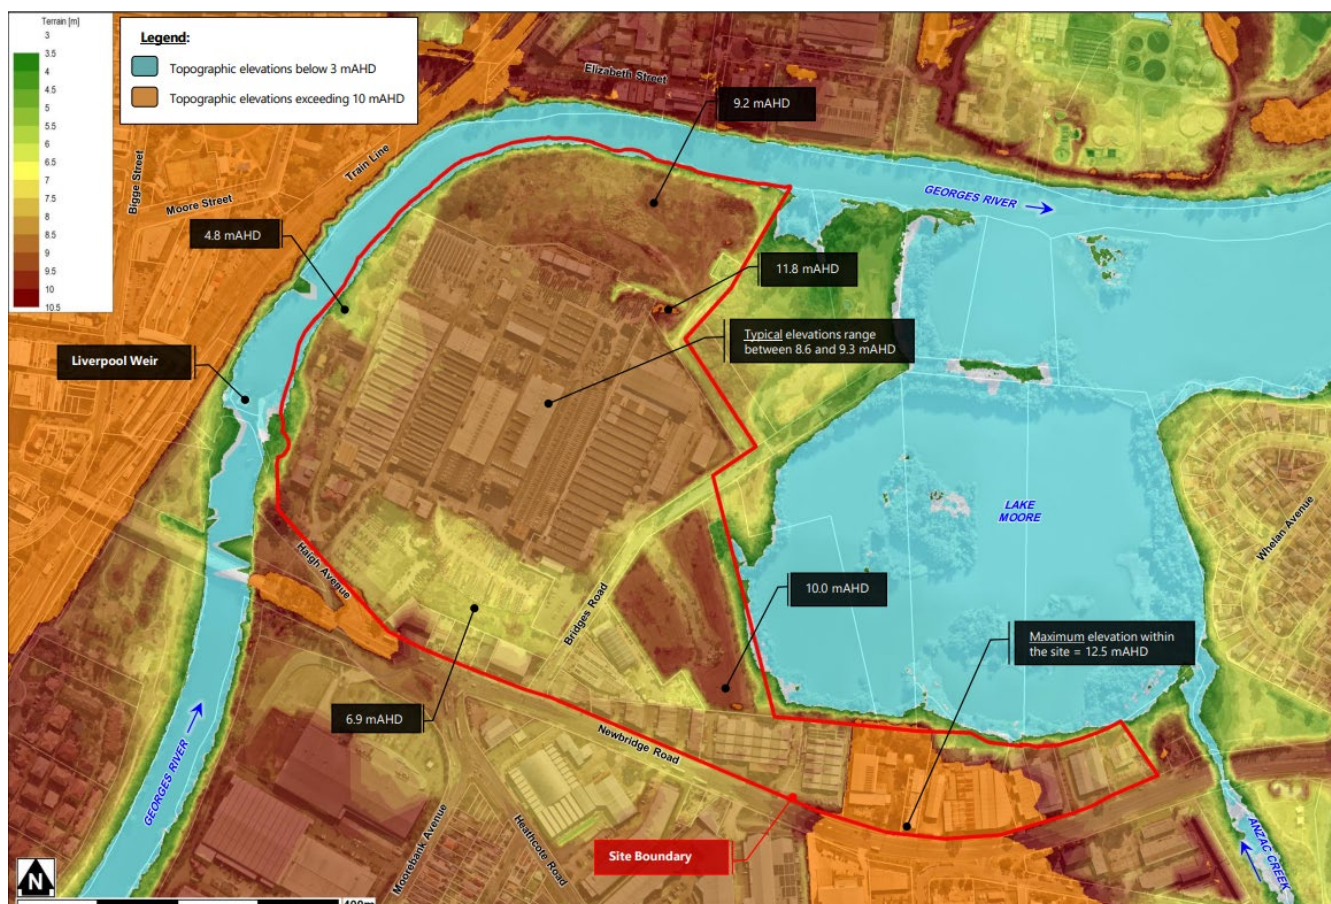 Terrain [m]
3
3.5
4
4.5
5
5.5
6
6.5
7
7.5
8
8.5
9
9.5
10
10.5
Legend:
Topographic elevations below 3 mAHD
Topographic elevations exceeding 10 mAHD
Elizabeth Street
9.2 mAHD
Train Line
Bigge Street
Moore Street
GEORGES RIVER
4.8 mAHD
11.8 mAHD
Typical elevations range
between 8.6 and 9.3 mAHD
Liverpool Weir
LAKE
MOORE
Whelan Avenue
Haigh Avenue
Bridges Road
10.0 mAHD
Maximum elevation within
the site = 12.5 mAHD
6.9 mAHD
GEORGES RIVER
Newbridge Road
Moorebank Avenue
Heathcote Road
Site Boundary
ANZAC CREEK
N
400m